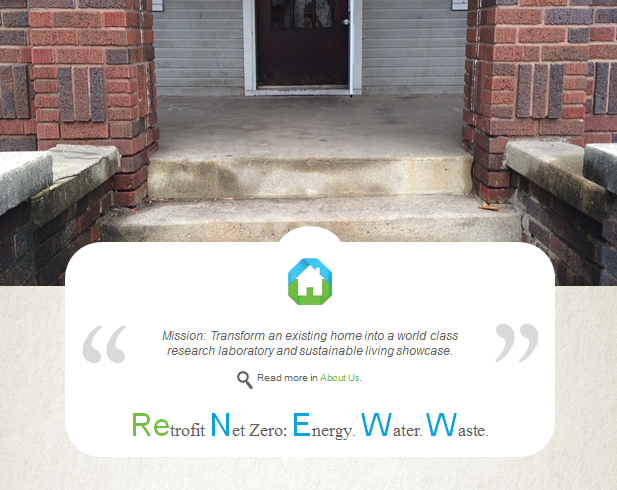 Mission: Transform an existing home into a world class
research laboratory and sustainable living showcase.
Read more in About Us.
Retrofit Net Zero: Energy. Water. Waste.